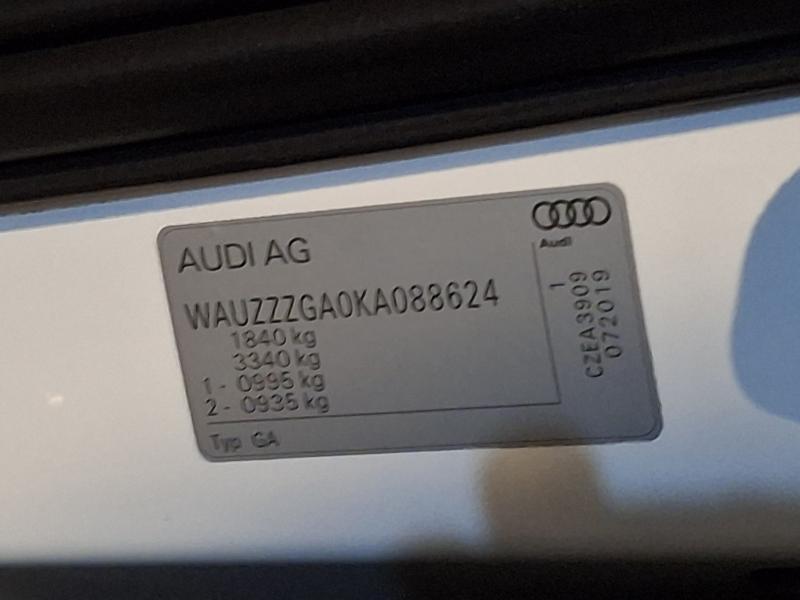 AUDI AG
Audi
WAUZZZGA0KA088624
1840 kg
3340 kg
1 - 0995 kg
2 - 0935 kg
Typ GA
1
CZEA3909
072019